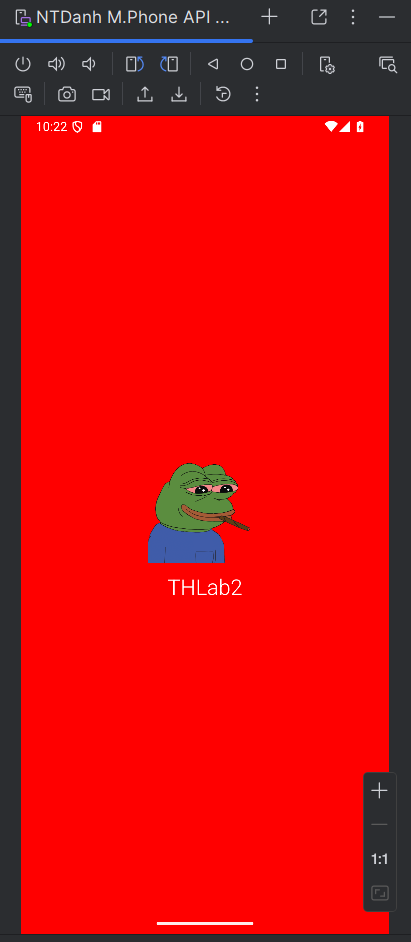 NTDanh M.Phone API ...
10:22
THLab2
1:1